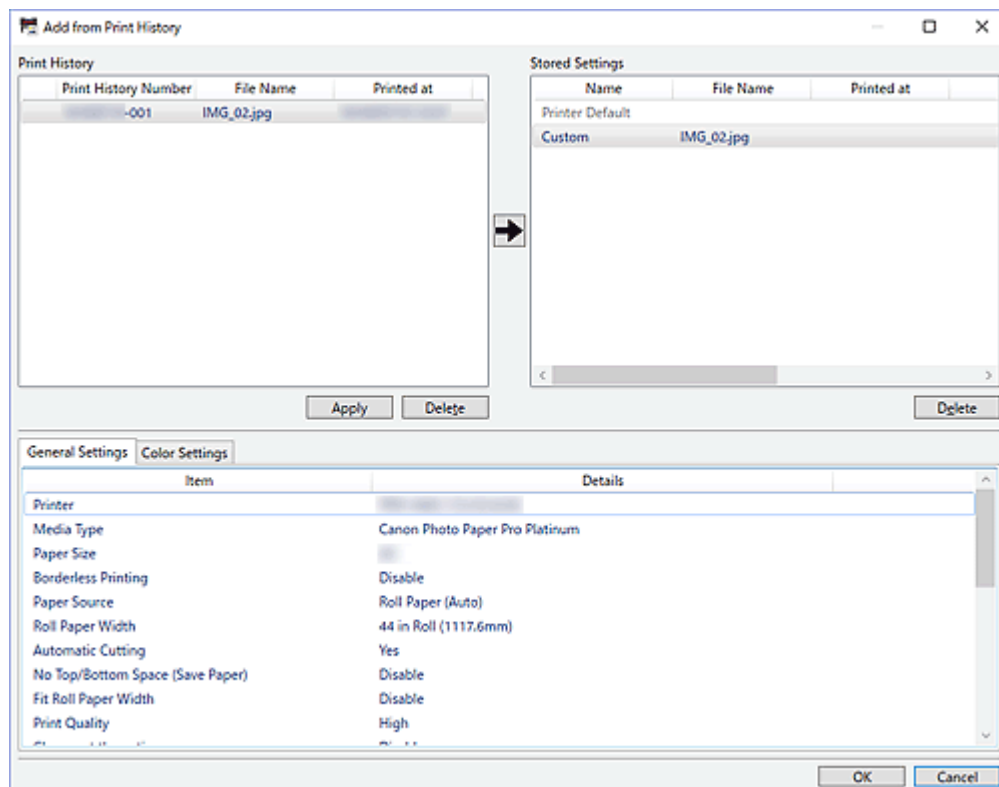 Add from Print History
Print History
Print History Number File Name Printed at
-001 IMG_02.jpg
Apply Delete
Stored Settings
Name File Name Printed at
Printer Default
Custom IMG_02.jpg
Delete
General Settings Color Settings
Item Details
Printer
Media Type Canon Photo Paper Pro Platinum
Paper Size
Borderless Printing Disable
Paper Source Roll Paper (Auto)
Roll Paper Width 44 in Roll (1117.6mm)
Automatic Cutting Yes
No Top/Bottom Space (Save Paper) Disable
Fit Roll Paper Width Disable
Print Quality High
OK Cancel